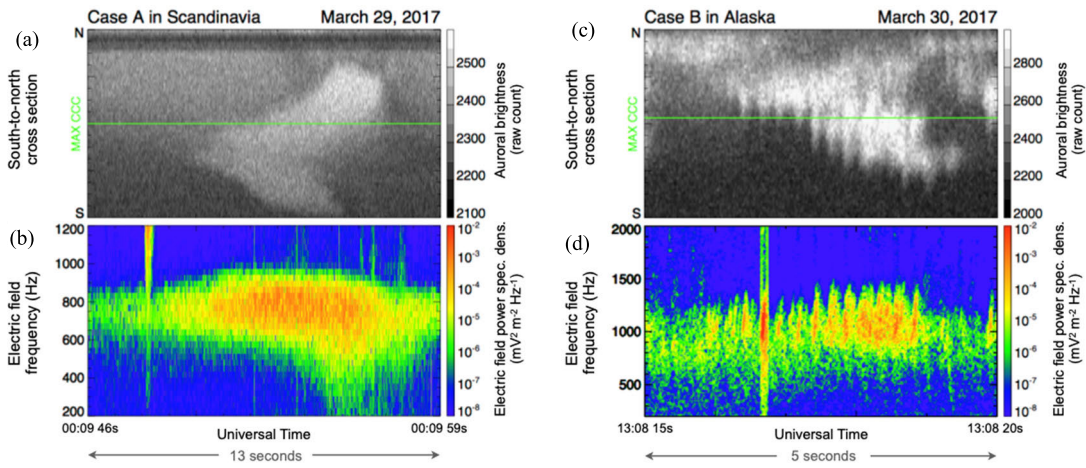 Case A in Scandinavia March 29, 2017
(a)
N
S
South-to-north
cross section
MAX CCC
2500
2400
2300
2200
2100
Auroral brightness
(raw count)
(b)
1200
1000
800
600
400
200
Electric field
frequency (Hz)
10⁻²
10⁻³
10⁻⁴
10⁻⁵
10⁻⁶
10⁻⁷
10⁻⁸
Electric field power spec. dens.
(mV² m⁻² Hz⁻¹)
00:09 46s Universal Time 00:09 59s
13 seconds
Case B in Alaska March 30, 2017
(c)
N
S
South-to-north
cross section
MAX CCC
2800
2600
2400
2200
2000
Auroral brightness
(raw count)
(d)
2000
1500
1000
500
Electric field
frequency (Hz)
10⁻²
10⁻³
10⁻⁴
10⁻⁵
10⁻⁶
10⁻⁷
10⁻⁸
Electric field power spec. dens.
(mV² m⁻² Hz⁻¹)
13:08 15s Universal Time 13:08 20s
5 seconds